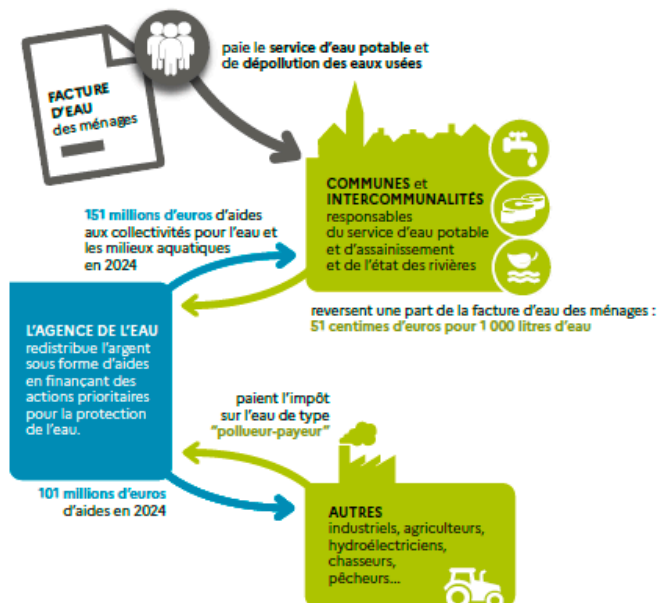 paie le service d'eau potable et
de dépollution des eaux usées
FACTURE
D'EAU
des ménages
COMMUNES et
INTERCOMMUNALITÉS
responsables
du service d'eau potable
et d'assainissement
et de l'état des rivières
151 millions d'euros d'aides
aux collectivités pour l'eau et
les milieux aquatiques
en 2024
reversent une part de la facture d'eau des ménages :
51 centimes d'euros pour 1 000 litres d'eau
L'AGENCE DE L'EAU
redistribue l'argent
sous forme d'aides
en finançant des
actions prioritaires
pour la protection
de l'eau.
paient l'impôt
sur l'eau de type
"pollueur-payeur"
101 millions d'euros
d'aides en 2024
AUTRES
industriels, agriculteurs,
hydroélectriciens,
chasseurs,
pêcheurs...